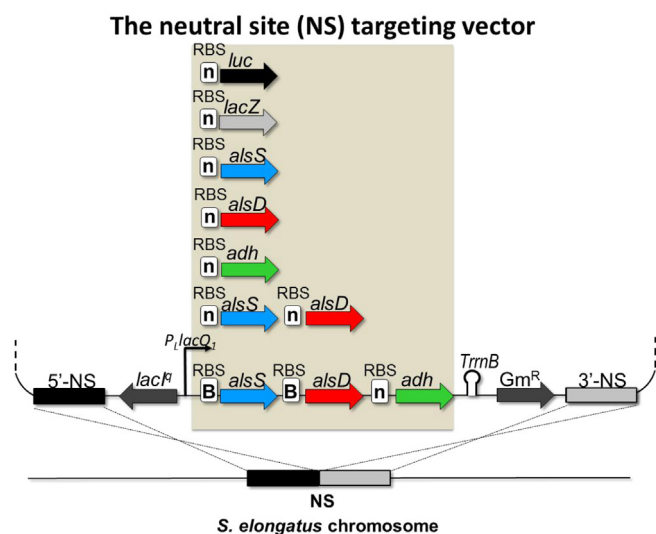 The neutral site (NS) targeting vector
RBS luc
n
RBS lacZ
n
RBS alsS
n
RBS alsD
n
RBS adh
n
RBS alsS RBS alsD
n n
PLlacO1
5'-NS lacIq RBS alsS RBS alsD RBS adh TrrnB GmR 3'-NS
B B n
NS
S. elongatus chromosome